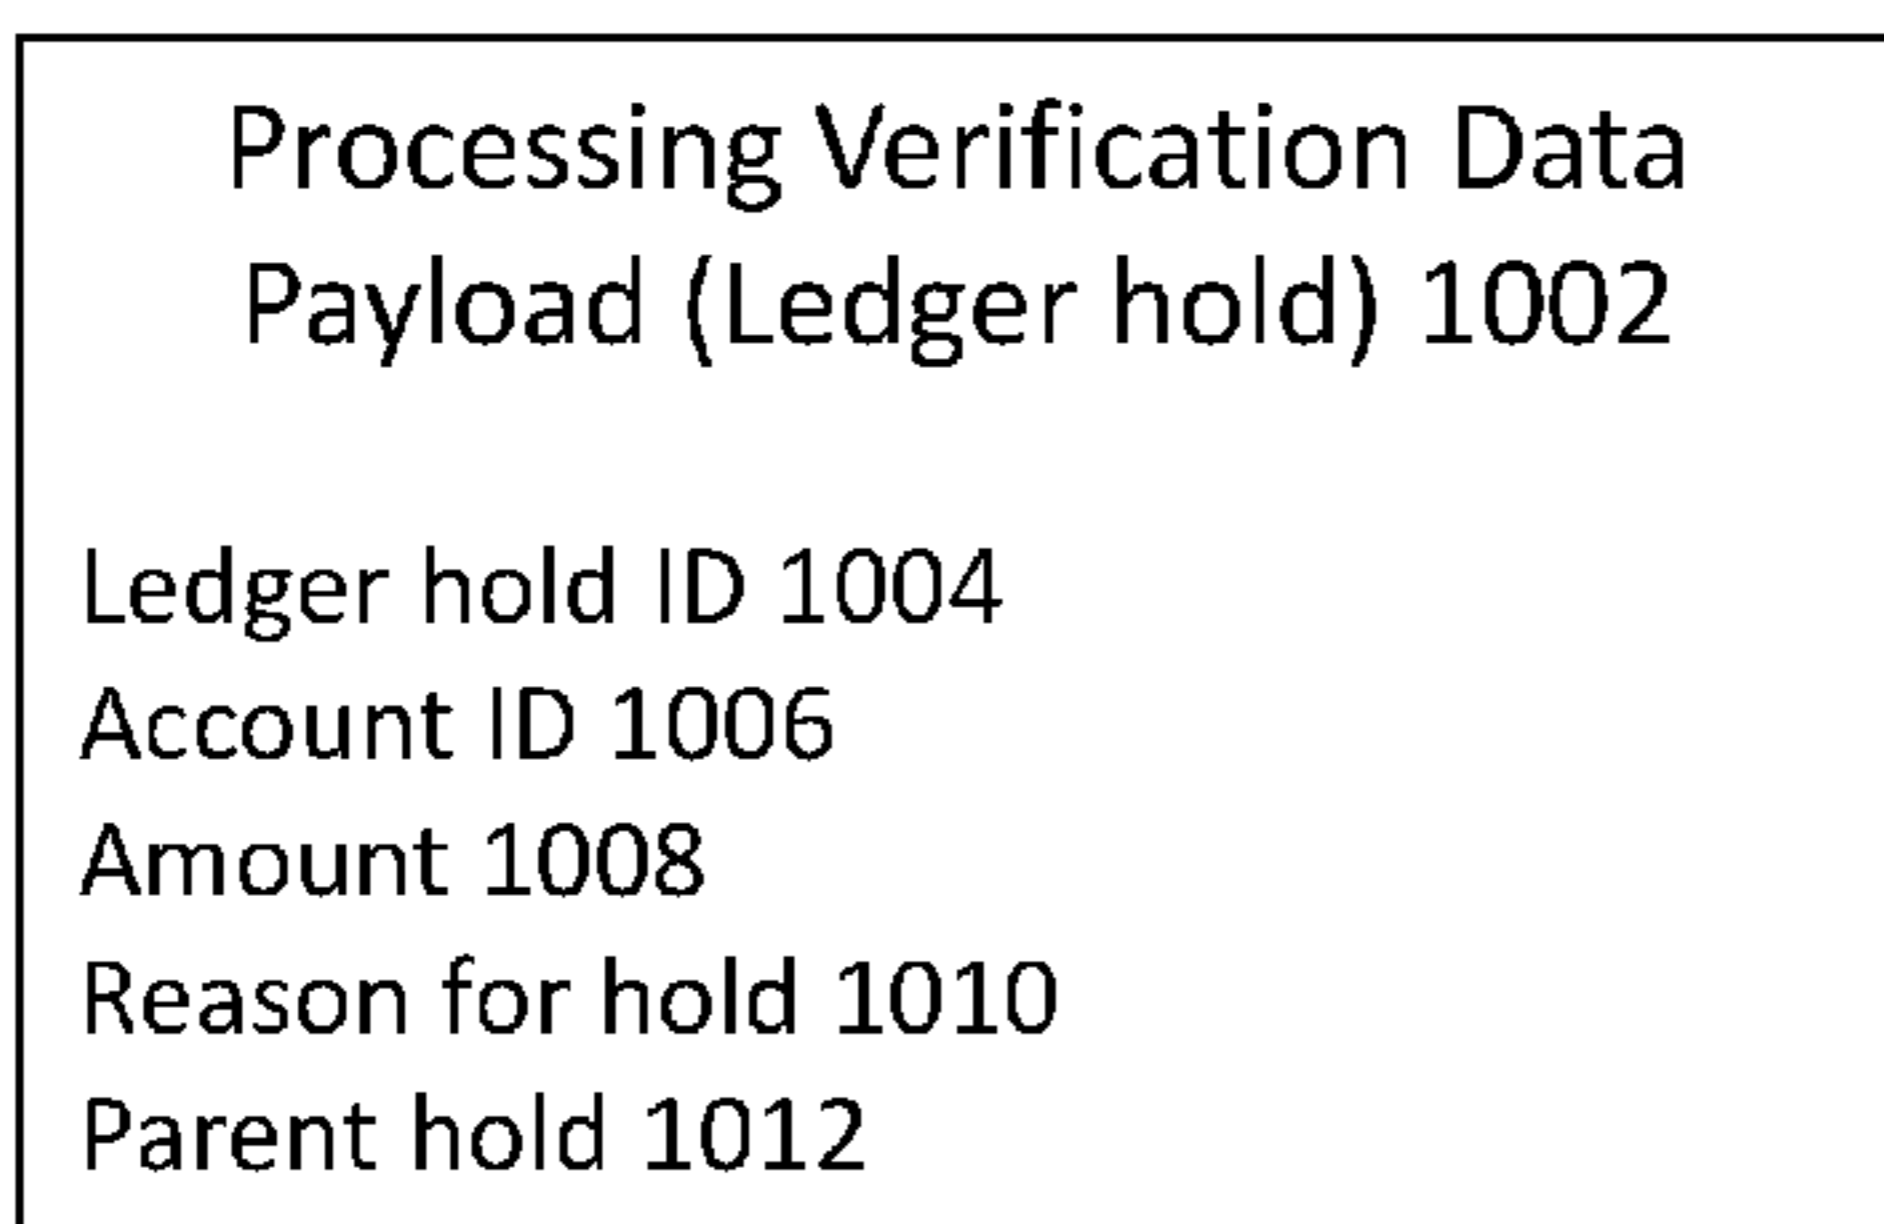 Processing Verification Data
Payload (Ledger hold) 1002
Ledger hold ID 1004
Account ID 1006
Amount 1008
Reason for hold 1010
Parent hold 1012